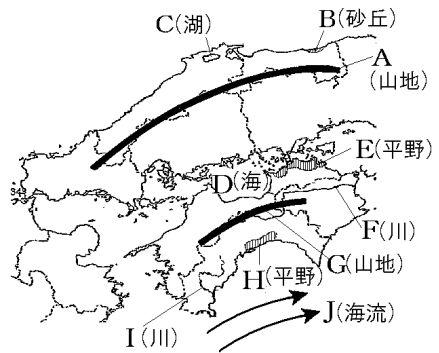 C(湖)
B(砂丘)
A
(山地)
E(平野)
D(海)
F(川)
G(山地)
H(平野)
J(海流)
I(川)